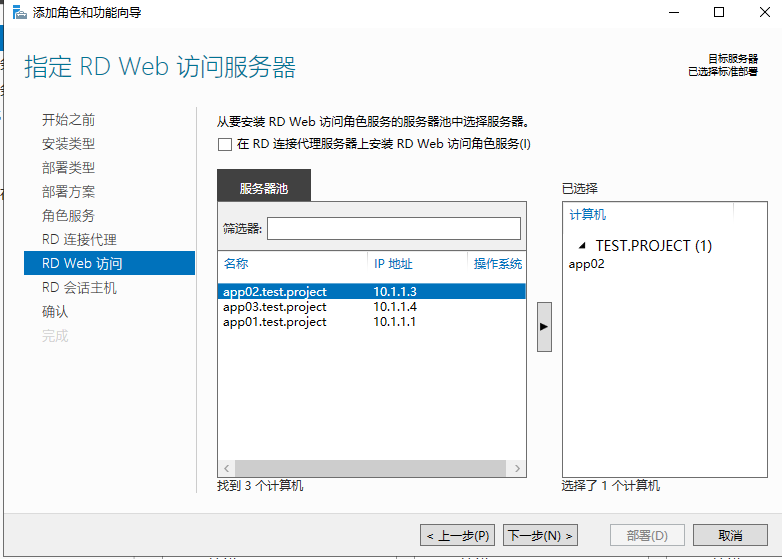 添加角色和功能向导
指定 RD Web 访问服务器
目标服务器
已选择标准部署
开始之前
安装类型
部署类型
部署方案
角色服务
RD 连接代理
RD Web 访问
RD 会话主机
确认
完成
从要安装 RD Web 访问角色服务的服务器池中选择服务器。
在 RD 连接代理服务器上安装 RD Web 访问角色服务(I)
服务器池
筛选器:
名称 IP 地址 操作系统
app02.test.project 10.1.1.3
app03.test.project 10.1.1.4
app01.test.project 10.1.1.1
找到 3 个计算机
已选择
计算机
TEST.PROJECT (1)
app02
选择了 1 个计算机
< 上一步(P) 下一步(N) > 部署(D) 取消